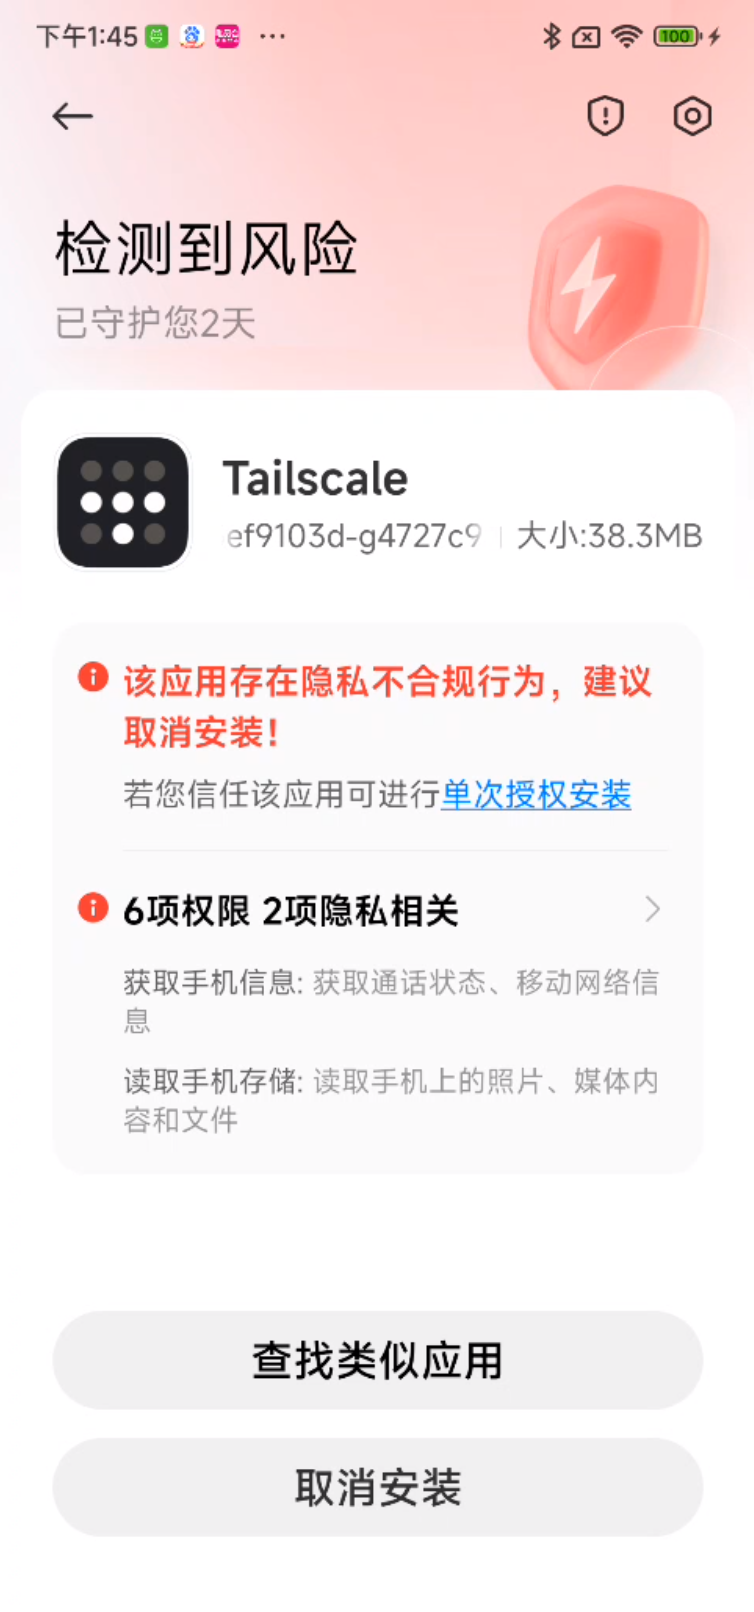 下午1:45
100
检测到风险
已守护您2天
Tailscale
ef9103d-g4727c9 | 大小:38.3MB
该应用存在隐私不合规行为，建议
取消安装！
若您信任该应用可进行单次授权安装
6项权限 2项隐私相关
获取手机信息: 获取通话状态、移动网络信
息
读取手机存储: 读取手机上的照片、媒体内
容和文件
查找类似应用
取消安装